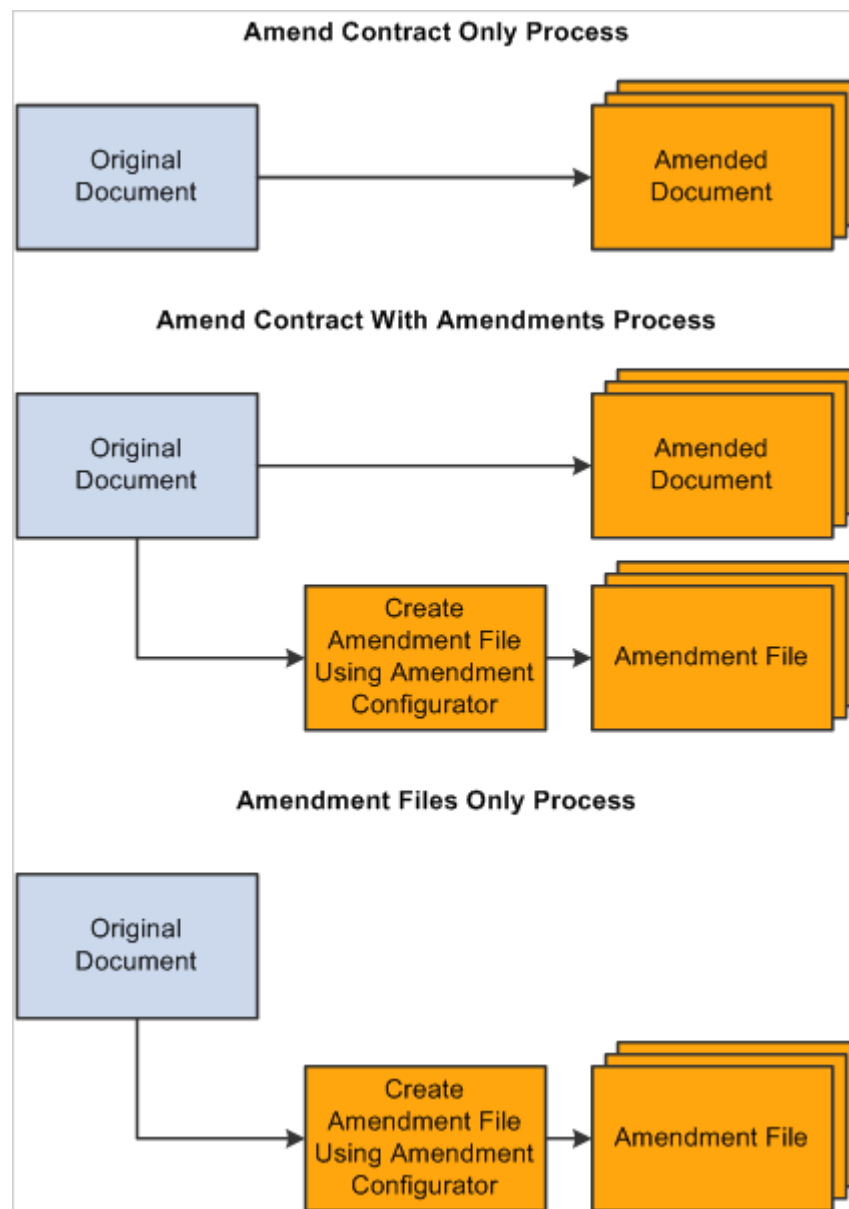 Amend Contract Only Process
Original
Document
Amended
Document
Amend Contract With Amendments Process
Original
Document
Amended
Document
Create
Amendment File
Using Amendment
Configurator
Amendment File
Amendment Files Only Process
Original
Document
Create
Amendment File
Using Amendment
Configurator
Amendment File